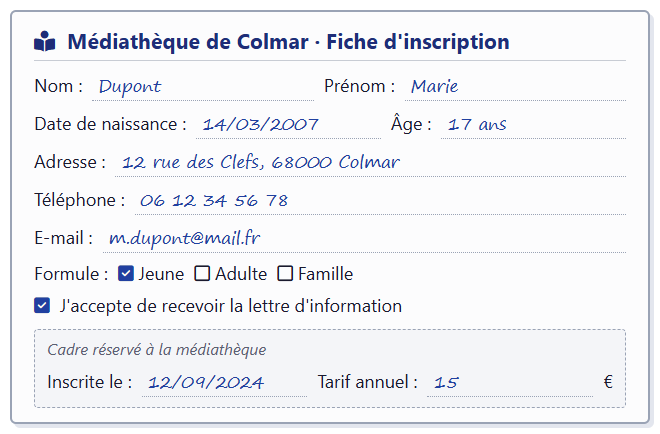 Médiathèque de Colmar · Fiche d'inscription
Nom : Dupont Prénom : Marie
Date de naissance : 14/03/2007 Âge : 17 ans
Adresse : 12 rue des Clefs, 68000 Colmar
Téléphone : 06 12 34 56 78
E-mail : m.dupont@mail.fr
Formule : Jeune Adulte Famille
J'accepte de recevoir la lettre d'information
Cadre réservé à la médiathèque
Inscrite le : 12/09/2024 Tarif annuel : 15 €